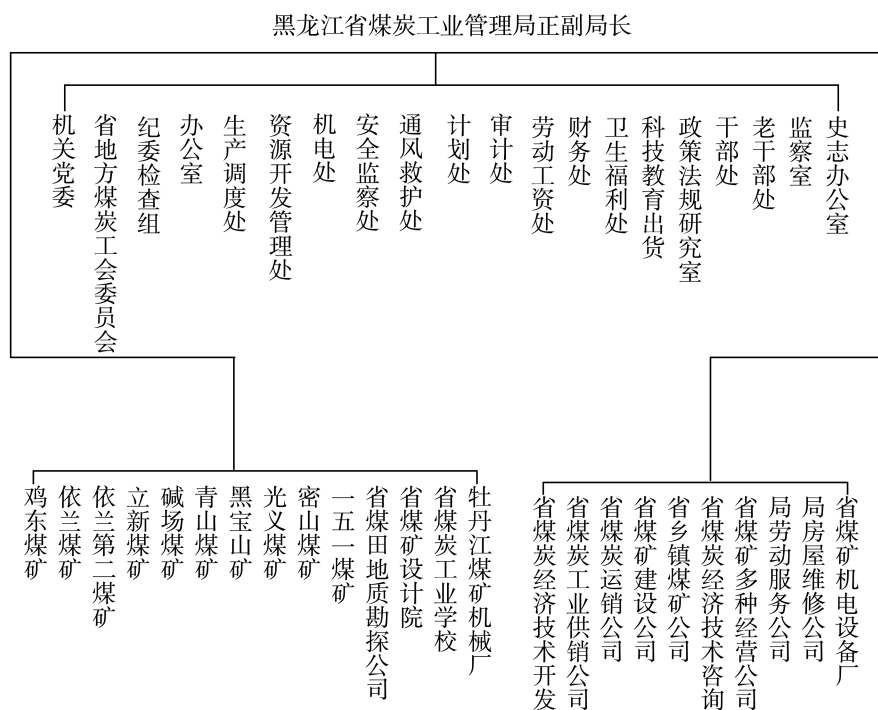 黑龙江省煤炭工业管理局正副局长
机关党委
省地方煤炭工会委员会
纪委检查组
办公室
生产调度处
资源开发管理处
机电处
安全监察处
通风救护处
计划处
审计处
劳动工资处
财务处
卫生福利处
科技教育出货
政策法规研究室
干部处
老干部处
监察室
史志办公室
鸡东煤矿
依兰煤矿
依兰第二煤矿
立新煤矿
碱场煤矿
青山煤矿
黑宝山矿
光义煤矿
密山煤矿
一五一煤矿
省煤田地质勘探公司
省煤矿设计院
省煤炭工业学校
牡丹江煤矿机械厂
省煤炭经济技术开发
省煤炭工业供销公司
省煤炭运销公司
省煤矿建设公司
省乡镇煤矿公司
省煤炭经济技术咨询
省煤矿多种经营公司
局劳动服务公司
局房屋维修公司
省煤矿机电设备厂